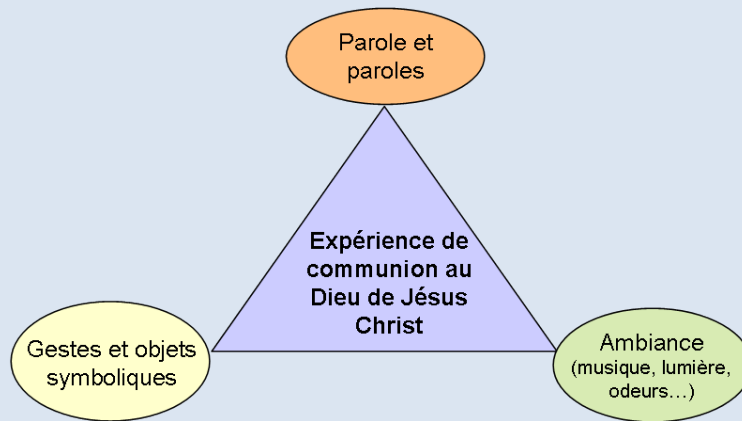 Parole et
paroles
Expérience de
communion au
Dieu de Jésus
Christ
Gestes et objets
symboliques
Ambiance
(musique, lumière,
odeurs…)